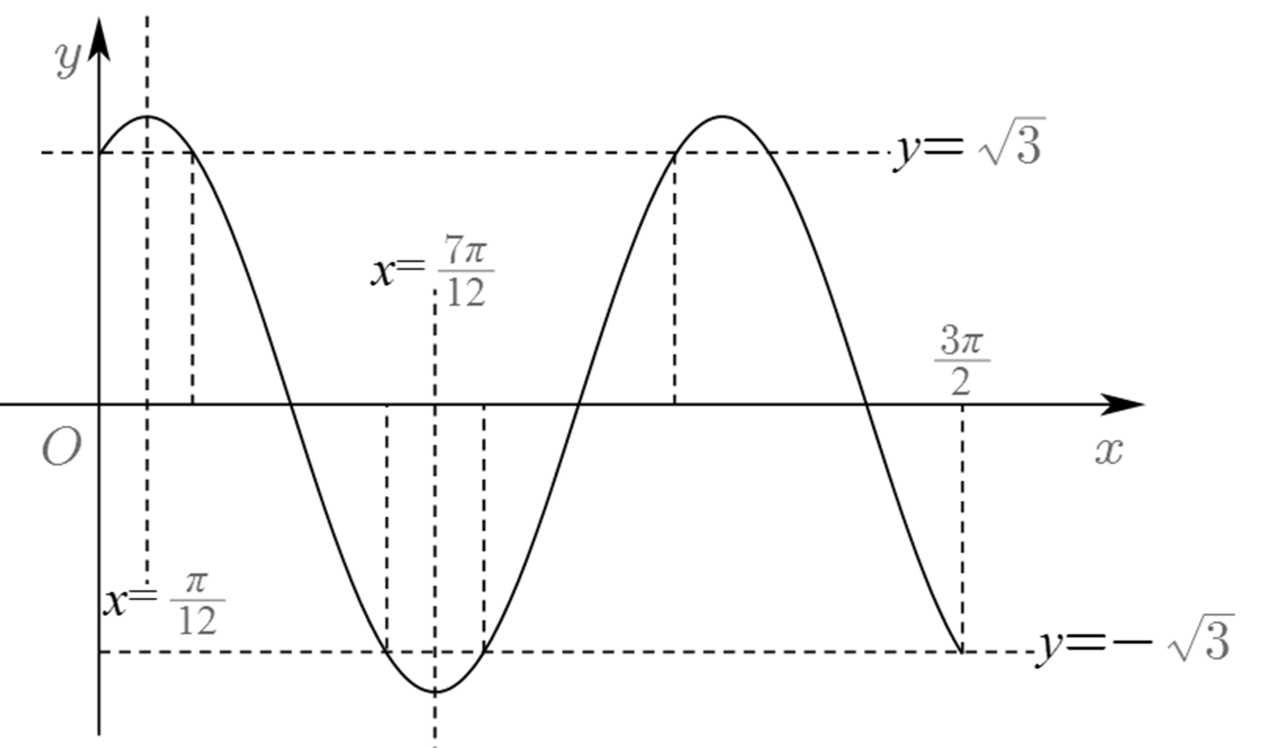 y
y= √3
x= 7π/12
3π/2
O
x
x= π/12
y=− √3